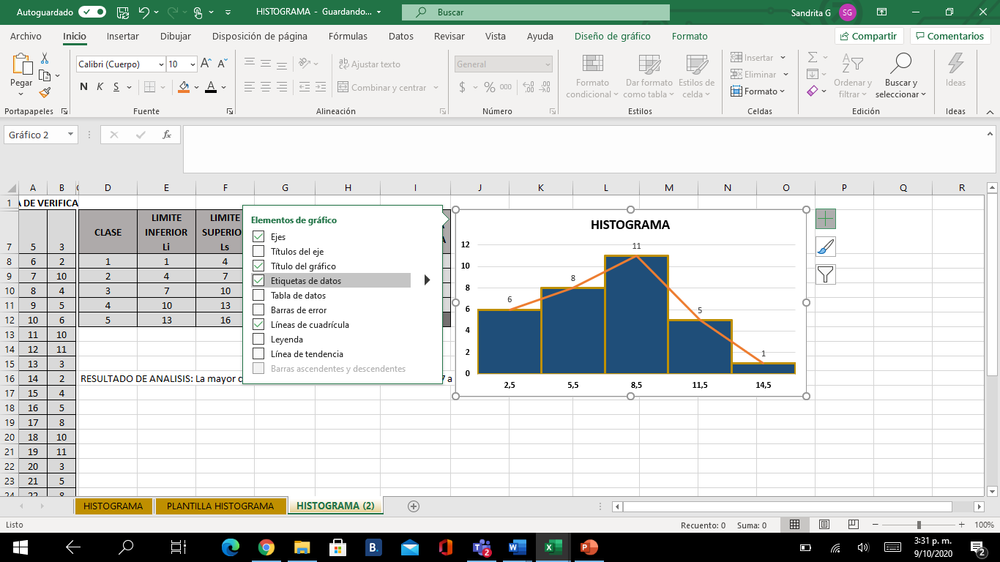 Autoguardado
HISTOGRAMA - Guardando...
Buscar
Sandrita G
SG
Archivo Inicio Insertar Dibujar Disposición de página Fórmulas Datos Revisar Vista Ayuda Diseño de gráfico Formato
Compartir
Comentarios
Pegar
Portapapeles
Calibri (Cuerpo) 10
N K S
Fuente
Ajustar texto
Combinar y centrar
Alineación
General
$ % 000
Número
Formato condicional
Dar formato como tabla
Estilos de celda
Estilos
Insertar
Eliminar
Formato
Celdas
Ordenar y filtrar
Buscar y seleccionar
Edición
Ideas
Ideas
Gráfico 2
fx
A B D E F G H I J K L M N O P Q R
1 A DE VERIFICA
CLASE
LIMITE INFERIOR Li
LIMITE SUPERIO
Ls
7 5 3
8 6 2 1 1 4
9 7 10 2 4 7
10 8 4 3 7 10
11 9 5 4 10 13
12 10 6 5 13 16
13 11 10
14 12 11
15 13 3
16 14 2 RESULTADO DE ANALISIS: La mayor
17 15 4
18 16 5
19 17 8
20 18 10
21 19 11
22 20 3
23 21 5
24 22 8
Elementos de gráfico
Ejes
Títulos del eje
Título del gráfico
Etiquetas de datos
Tabla de datos
Barras de error
Líneas de cuadrícula
Leyenda
Línea de tendencia
Barras ascendentes y descendentes
HISTOGRAMA
12
10
8
6
4
2
0
6 8 11 5 1
2,5 5,5 8,5 11,5 14,5
HISTOGRAMA
PLANTILLA HISTOGRAMA
HISTOGRAMA (2)
Listo
Recuento: 0 Suma: 0
100%
B.
2
3:31 p. m.
9/10/2020
2